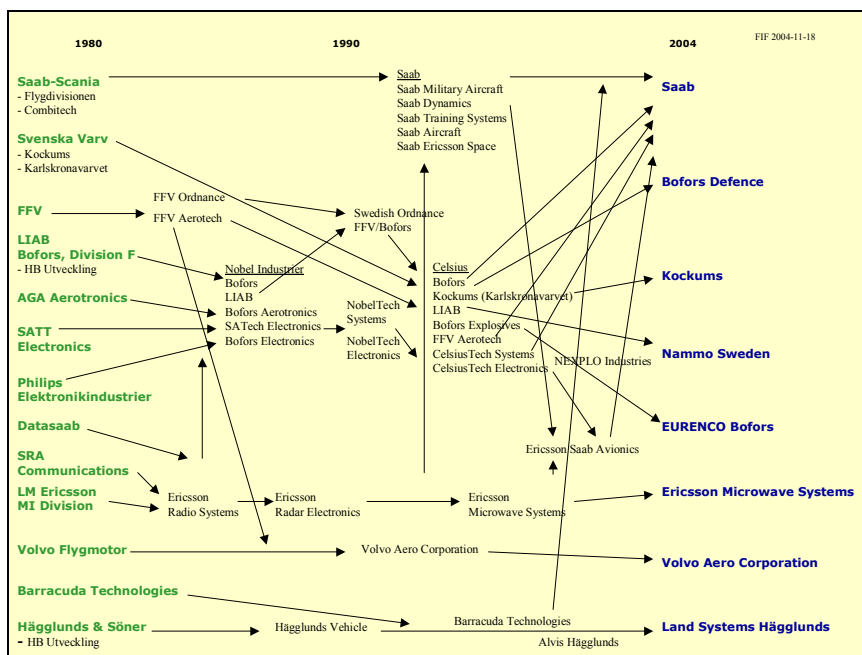 1980
1990
2004
FIF 2004-11-18
Saab-Scania
- Flygdivisionen
- Combitech
Svenska Varv
- Kockums
- Karlskronavarvet
FFV
LIAB
Bofors, Division F
- HB Utveckling
AGA Aerotronics
SATT
Electronics
Philips
Elektronikindustrier
Datasaab
SRA
Communications
LM Ericsson
MI Division
Volvo Flygmotor
Barracuda Technologies
Hägglunds & Söner
- HB Utveckling
FFV Ordnance
FFV Aerotech
Nobel Industrier
Bofors
LIAB
Bofors Aerotronics
SATech Electronics
Bofors Electronics
Ericsson
Radio Systems
Ericsson
Radar Electronics
Hägglunds Vehicle
Swedish Ordnance
FFV/Bofors
NobelTech
Systems
NobelTech
Electronics
Volvo Aero Corporation
Saab
Saab Military Aircraft
Saab Dynamics
Saab Training Systems
Saab Aircraft
Saab Ericsson Space
Celsius
Bofors
Kockums (Karlskronavarvet)
LIAB
Bofors Explosives
FFV Aerotech
CelsiusTech Systems
CelsiusTech Electronics
NEXPLO Industries
Ericsson Saab Avionics
Ericsson
Microwave Systems
Barracuda Technologies
Alvis Hägglunds
Saab
Bofors Defence
Kockums
Nammo Sweden
EURENCO Bofors
Ericsson Microwave Systems
Volvo Aero Corporation
Land Systems Hägglunds